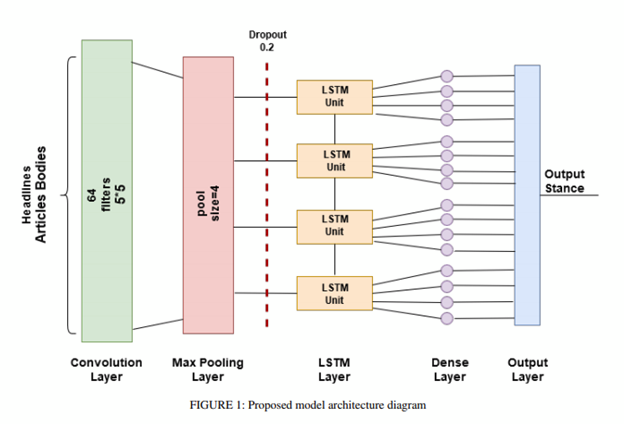 Dropout
0.2
Headlines
Articles Bodies
64
filters
5*5
pool
size=4
LSTM
Unit
LSTM
Unit
LSTM
Unit
LSTM
Unit
Output
Stance
Convolution
Layer
Max Pooling
Layer
LSTM
Layer
Dense
Layer
Output
Layer
FIGURE 1: Proposed model architecture diagram